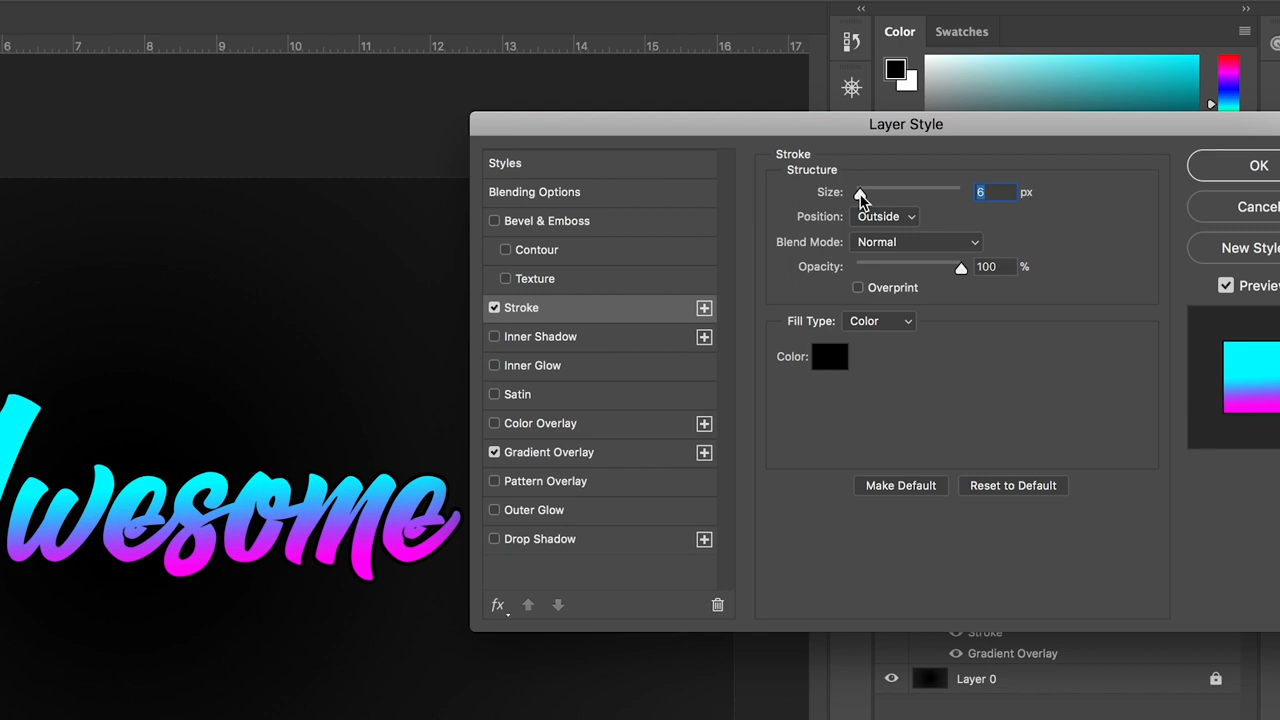 6 7 8 9 10 11 12 13 14 15 16 17
Color Swatches
Layer Style
Styles
Blending Options
Bevel & Emboss
Contour
Texture
Stroke
Inner Shadow
Inner Glow
Satin
Color Overlay
Gradient Overlay
Pattern Overlay
Outer Glow
Drop Shadow
fx
Stroke
Structure
Size: 6 px
Position: Outside
Blend Mode: Normal
Opacity: 100 %
Overprint
Fill Type: Color
Color:
Make Default Reset to Default
OK
Cancel
New Style
Preview
Awesome
Stroke
Gradient Overlay
Layer 0